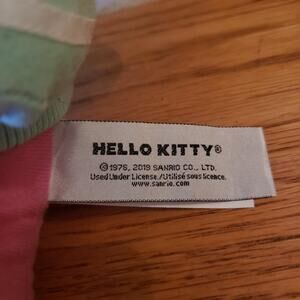 HELLO KITTY®
© 1976, 2019 SANRIO CO., LTD.
Used Under License./Utilisé sous licence.
www.sanrio.com